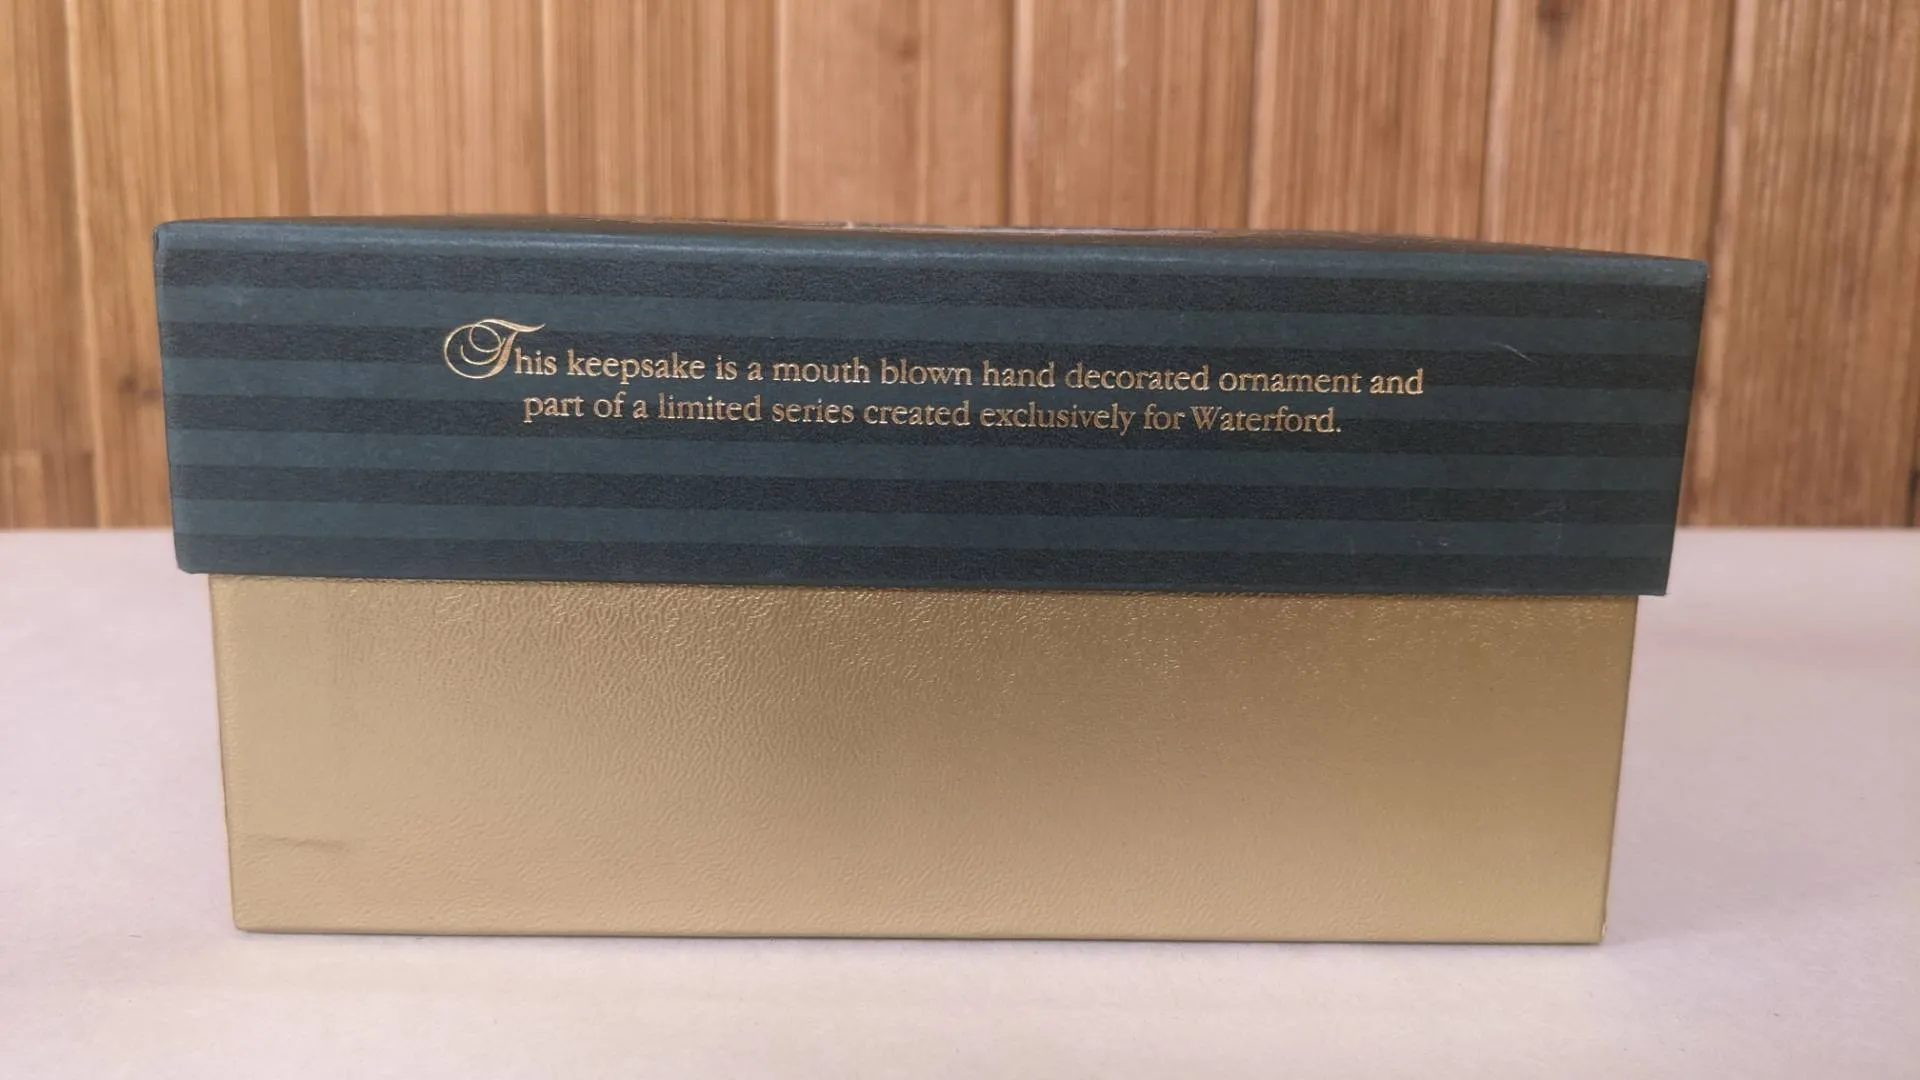 This keepsake is a mouth blown hand decorated ornament and
part of a limited series created exclusively for Waterford.